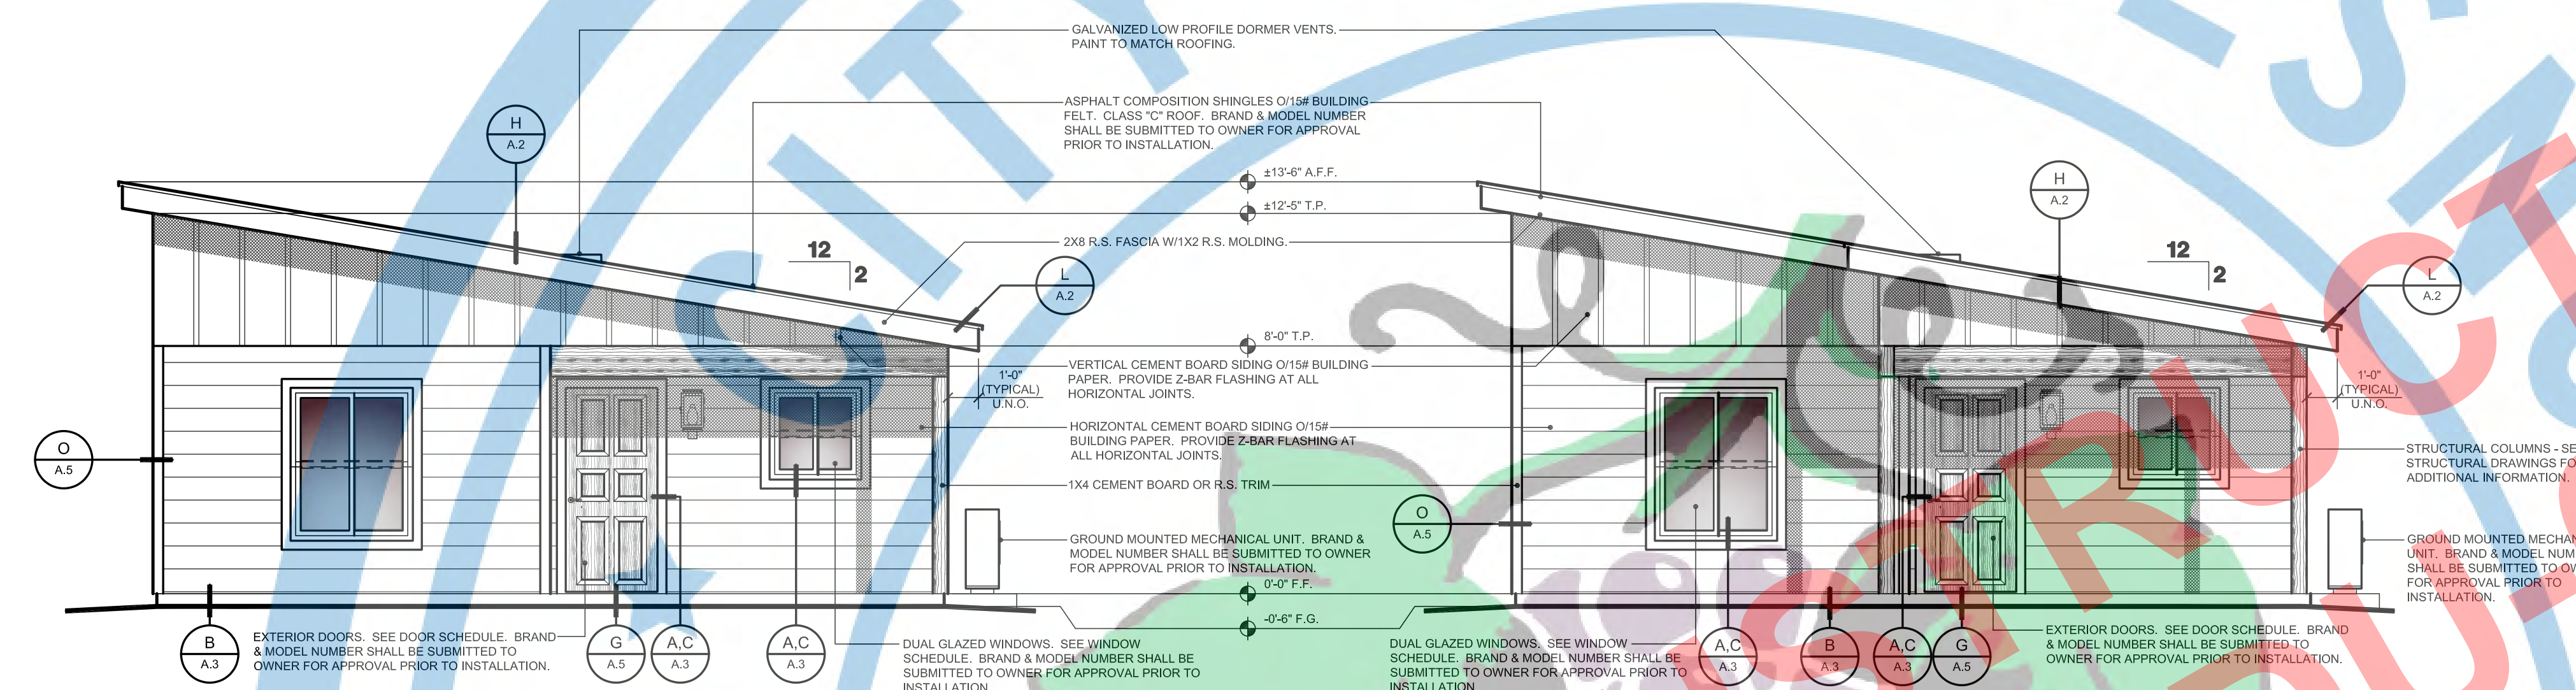 GALVANIZED LOW PROFILE DORMER VENTS.
PAINT TO MATCH ROOFING.
ASPHALT COMPOSITION SHINGLES O/15# BUILDING
FELT. CLASS "C" ROOF. BRAND & MODEL NUMBER
SHALL BE SUBMITTED TO OWNER FOR APPROVAL
PRIOR TO INSTALLATION.
H
A.2
±13'-6" A.F.F.
±12'-5" T.P.
H
A.2
2X8 R.S. FASCIA W/1X2 R.S. MOLDING.
12
2
12
2
L
A.2
L
A.2
8'-0" T.P.
VERTICAL CEMENT BOARD SIDING O/15# BUILDING
PAPER. PROVIDE Z-BAR FLASHING AT ALL
HORIZONTAL JOINTS.
1'-0"
(TYPICAL)
U.N.O.
1'-0"
(TYPICAL)
U.N.O.
HORIZONTAL CEMENT BOARD SIDING O/15#
BUILDING PAPER. PROVIDE Z-BAR FLASHING AT
ALL HORIZONTAL JOINTS.
O
A.5
STRUCTURAL COLUMNS - SE
STRUCTURAL DRAWINGS FO
ADDITIONAL INFORMATION.
1X4 CEMENT BOARD OR R.S. TRIM
O
A.5
GROUND MOUNTED MECHANICAL UNIT. BRAND &
MODEL NUMBER SHALL BE SUBMITTED TO OWNER
FOR APPROVAL PRIOR TO INSTALLATION.
GROUND MOUNTED MECHAN
UNIT. BRAND & MODEL NUM
SHALL BE SUBMITTED TO OW
FOR APPROVAL PRIOR TO
INSTALLATION.
0'-0" F.F.
-0'-6" F.G.
B
A.3
EXTERIOR DOORS. SEE DOOR SCHEDULE. BRAND
& MODEL NUMBER SHALL BE SUBMITTED TO
OWNER FOR APPROVAL PRIOR TO INSTALLATION.
G
A.5
A,C
A.3
A,C
A.3
DUAL GLAZED WINDOWS. SEE WINDOW
SCHEDULE. BRAND & MODEL NUMBER SHALL BE
SUBMITTED TO OWNER FOR APPROVAL PRIOR TO
INSTALLATION.
DUAL GLAZED WINDOWS. SEE WINDOW
SCHEDULE. BRAND & MODEL NUMBER SHALL BE
SUBMITTED TO OWNER FOR APPROVAL PRIOR TO
INSTALLATION
A,C
A.3
B
A.3
A,C
A.3
G
A.5
EXTERIOR DOORS. SEE DOOR SCHEDULE. BRAND
& MODEL NUMBER SHALL BE SUBMITTED TO
OWNER FOR APPROVAL PRIOR TO INSTALLATION.
CITY
STRUCT